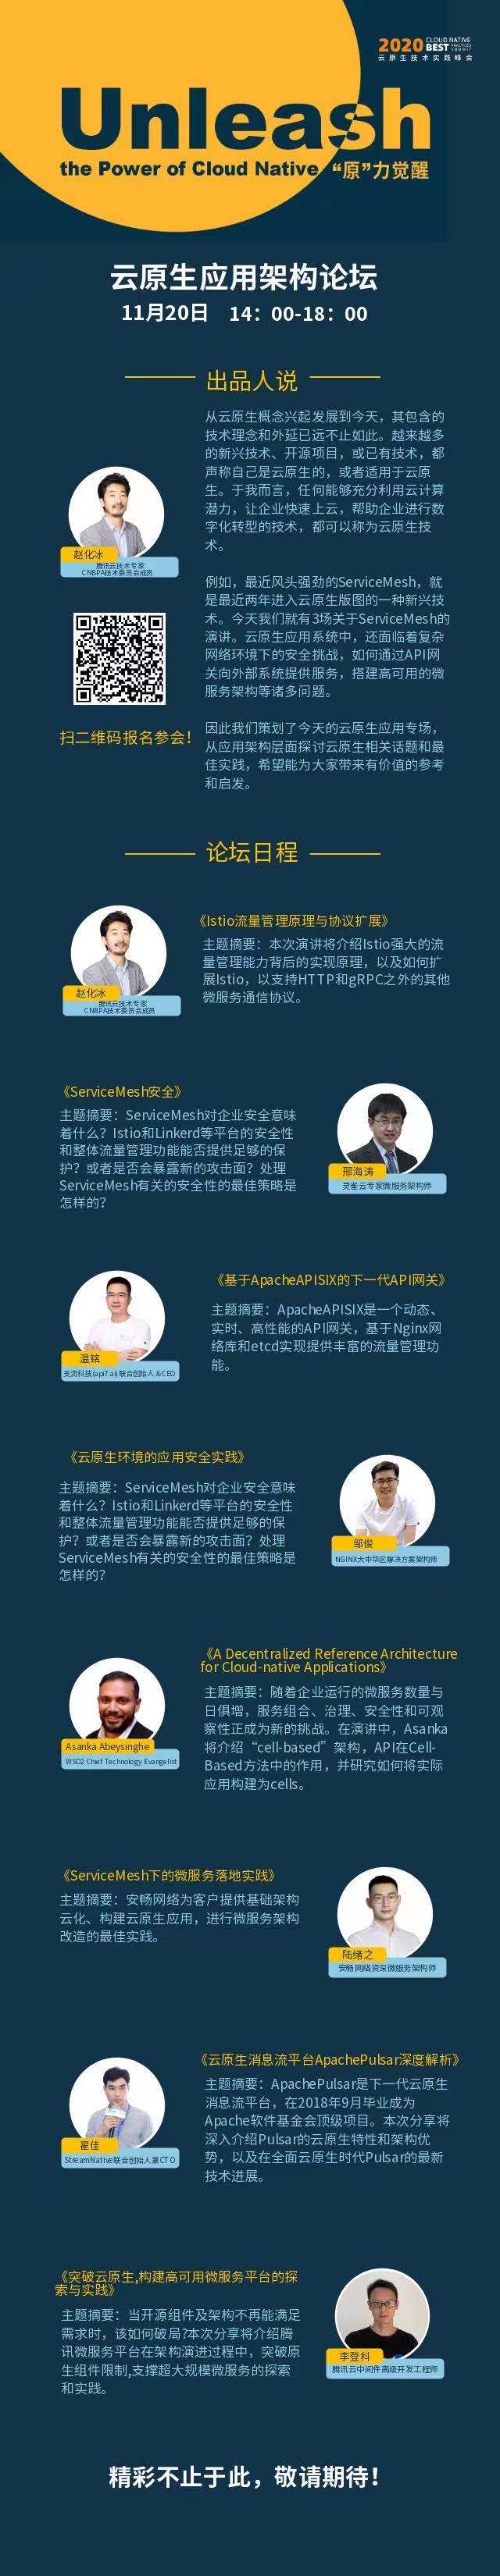 2020 CLOUD NATIVE
BEST PRACTICES
云原生技术实践峰会
Unleash
the Power of Cloud Native “原”力觉醒
云原生应用架构论坛
11月20日 14：00-18：00
出品人说
从云原生概念兴起发展到今天，其包含的
技术理念和外延已远不止如此。越来越多
的新兴技术、开源项目，或已有技术，都
声称自己是云原生的，或者适用于云原
生。于我而言，任何能够充分利用云计算
潜力，让企业快速上云，帮助企业进行数
字化转型的技术，都可以称为云原生技
术。
赵化冰
腾讯云技术专家
CNBPA技术委员会成员
例如，最近风头强劲的ServiceMesh，就
是最近两年进入云原生版图的一种新兴技
术。今天我们就有3场关于ServiceMesh的
演讲。云原生应用系统中，还面临着复杂
网络环境下的安全挑战，如何通过API网
关向外部系统提供服务，搭建高可用的微
服务架构等诸多问题。
扫二维码报名参会！
因此我们策划了今天的云原生应用专场，
从应用架构层面探讨云原生相关话题和最
佳实践，希望能为大家带来有价值的参考
和启发。
论坛日程
《Istio流量管理原理与协议扩展》
主题摘要：本次演讲将介绍Istio强大的流
量管理能力背后的实现原理，以及如何扩
展Istio，以支持HTTP和gRPC之外的其他
微服务通信协议。
赵化冰
腾讯云技术专家
CNBPA技术委员会成员
《ServiceMesh安全》
主题摘要：ServiceMesh对企业安全意味
着什么？Istio和Linkerd等平台的安全性
和整体流量管理功能能否提供足够的保
护？或者是否会暴露新的攻击面？处理
ServiceMesh有关的安全性的最佳策略是
怎样的？
邢海涛
灵雀云专家微服务架构师
《基于ApacheAPISIX的下一代API网关》
主题摘要：ApacheAPISIX是一个动态、
实时、高性能的API网关，基于Nginx网
络库和etcd实现提供丰富的流量管理功
能。
温铭
支流科技(api7.ai)联合创始人 &CEO
《云原生环境的应用安全实践》
主题摘要：ServiceMesh对企业安全意味
着什么？Istio和Linkerd等平台的安全性
和整体流量管理功能能否提供足够的保
护？或者是否会暴露新的攻击面？处理
ServiceMesh有关的安全性的最佳策略是
怎样的？
邹俊
NGINX大中华区解决方案架构师
《A Decentralized Reference Architecture
for Cloud-native Applications》
主题摘要：随着企业运行的微服务数量与
日俱增，服务组合、治理、安全性和可观
察性正成为新的挑战。在演讲中，Asanka
将介绍“cell-based”架构，API在Cell-
Based方法中的作用，并研究如何将实际
应用构建为cells。
Asanka Abeysinghe
WSO2 Chief Technology Evangelist
《ServiceMesh下的微服务落地实践》
主题摘要：安畅网络为客户提供基础架构
云化、构建云原生应用，进行微服务架构
改造的最佳实践。
陆绪之
安畅网络资深微服务架构师
《云原生消息流平台ApachePulsar深度解析》
主题摘要：ApachePulsar是下一代云原生
消息流平台，在2018年9月毕业成为
Apache软件基金会顶级项目。本次分享将
深入介绍Pulsar的云原生特性和架构优
势，以及在全面云原生时代Pulsar的最新
技术进展。
翟佳
StreamNative联合创始人兼CTO
《突破云原生,构建高可用微服务平台的探
索与实践》
主题摘要：当开源组件及架构不再能满足
需求时，该如何破局?本次分享将介绍腾
讯微服务平台在架构演进过程中，突破原
生组件限制,支撑超大规模微服务的探索
和实践。
李登科
腾讯云中间件高级开发工程师
精彩不止于此，敬请期待！